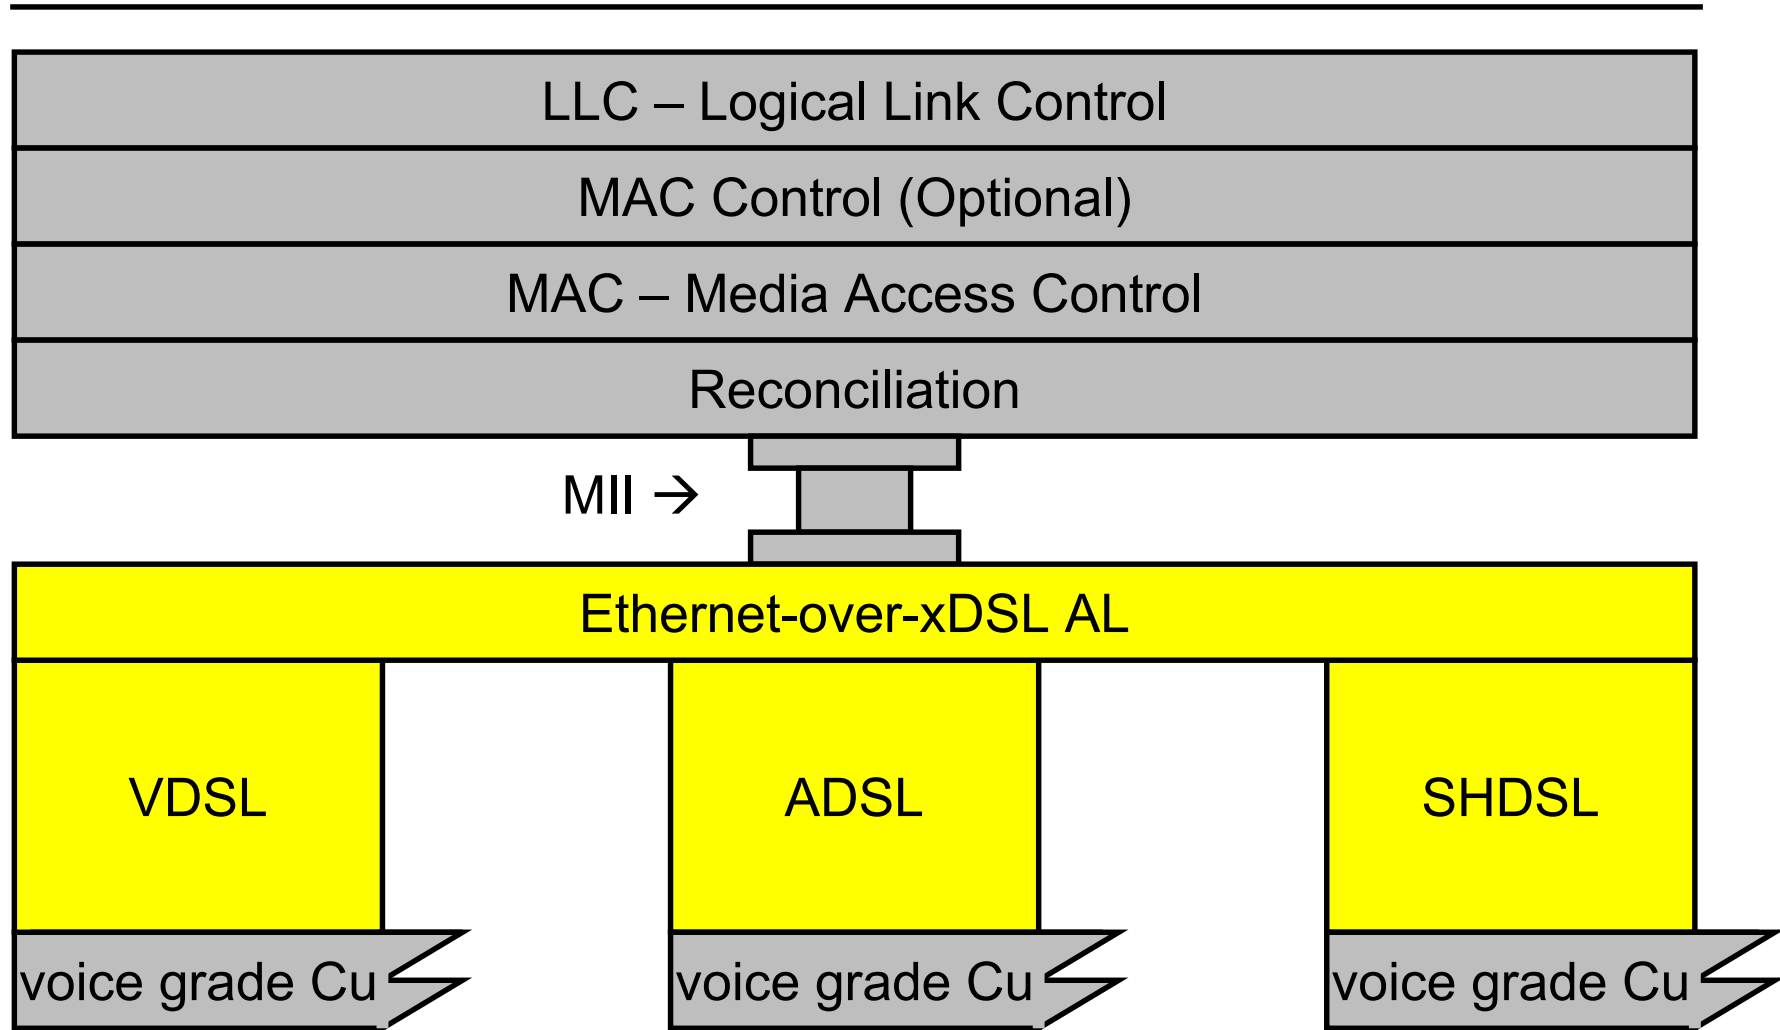 LLC – Logical Link Control
MAC Control (Optional)
MAC – Media Access Control
Reconciliation
MII →
Ethernet-over-xDSL AL
VDSL
ADSL
SHDSL
voice grade Cu
voice grade Cu
voice grade Cu